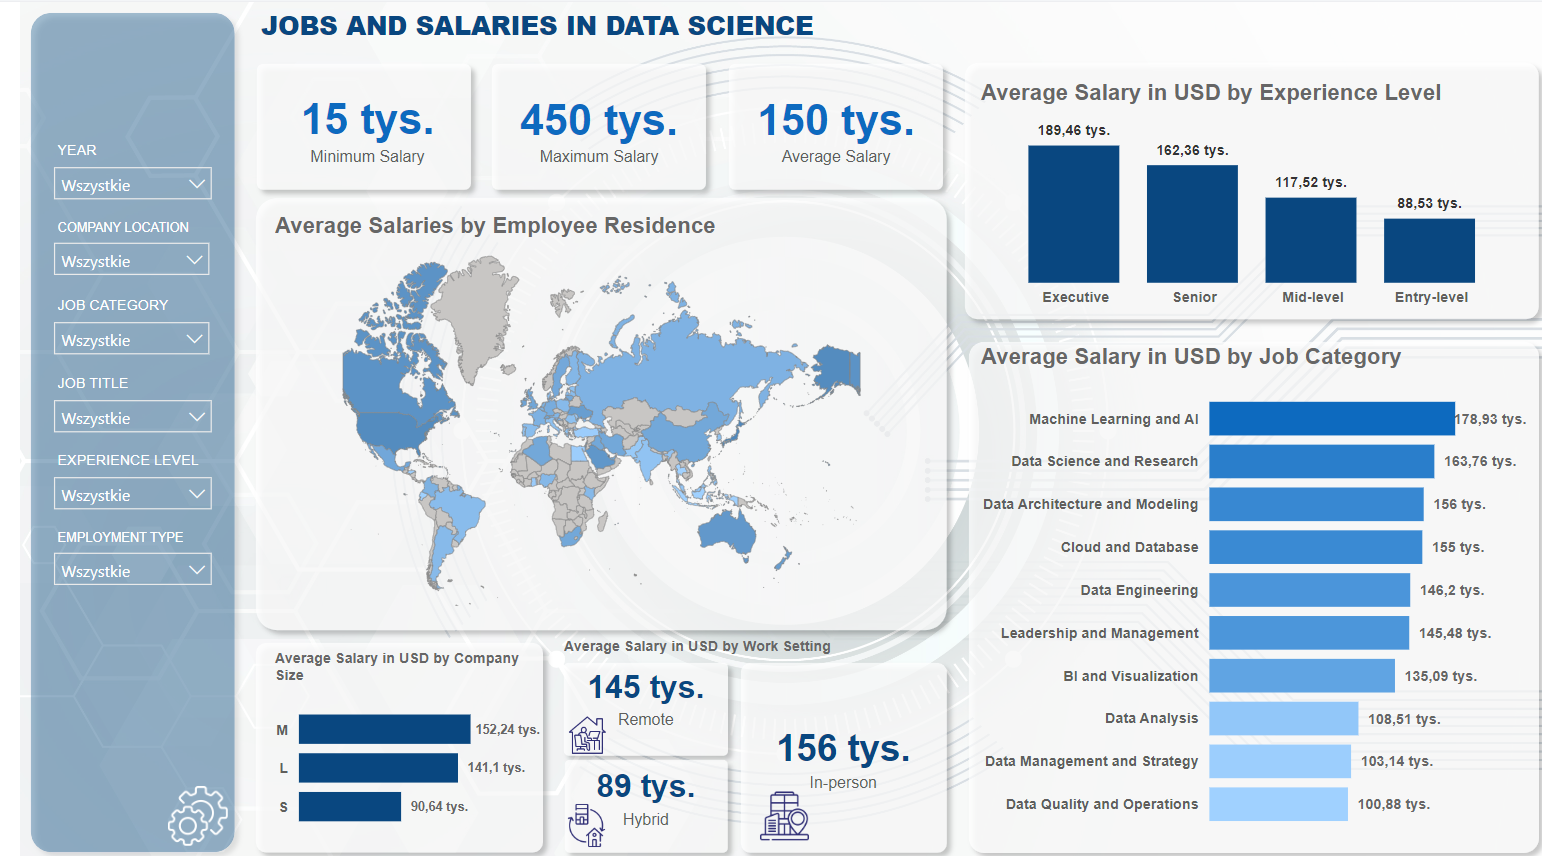 JOBS AND SALARIES IN DATA SCIENCE
YEAR
Wszystkie
COMPANY LOCATION
Wszystkie
JOB CATEGORY
Wszystkie
JOB TITLE
Wszystkie
EXPERIENCE LEVEL
Wszystkie
EMPLOYMENT TYPE
Wszystkie
15 tys.
Minimum Salary
450 tys.
Maximum Salary
150 tys.
Average Salary
Average Salaries by Employee Residence
Average Salary in USD by Experience Level
189,46 tys.
162,36 tys.
117,52 tys.
88,53 tys.
Executive
Senior
Mid-level
Entry-level
Average Salary in USD by Job Category
Machine Learning and AI 178,93 tys.
Data Science and Research 163,76 tys.
Data Architecture and Modeling 156 tys.
Cloud and Database 155 tys.
Data Engineering 146,2 tys.
Leadership and Management 145,48 tys.
BI and Visualization 135,09 tys.
Data Analysis 108,51 tys.
Data Management and Strategy 103,14 tys.
Data Quality and Operations 100,88 tys.
Average Salary in USD by Company
Size
M 152,24 tys.
L 141,1 tys.
S 90,64 tys.
Average Salary in USD by Work Setting
145 tys.
Remote
89 tys.
Hybrid
156 tys.
In-person